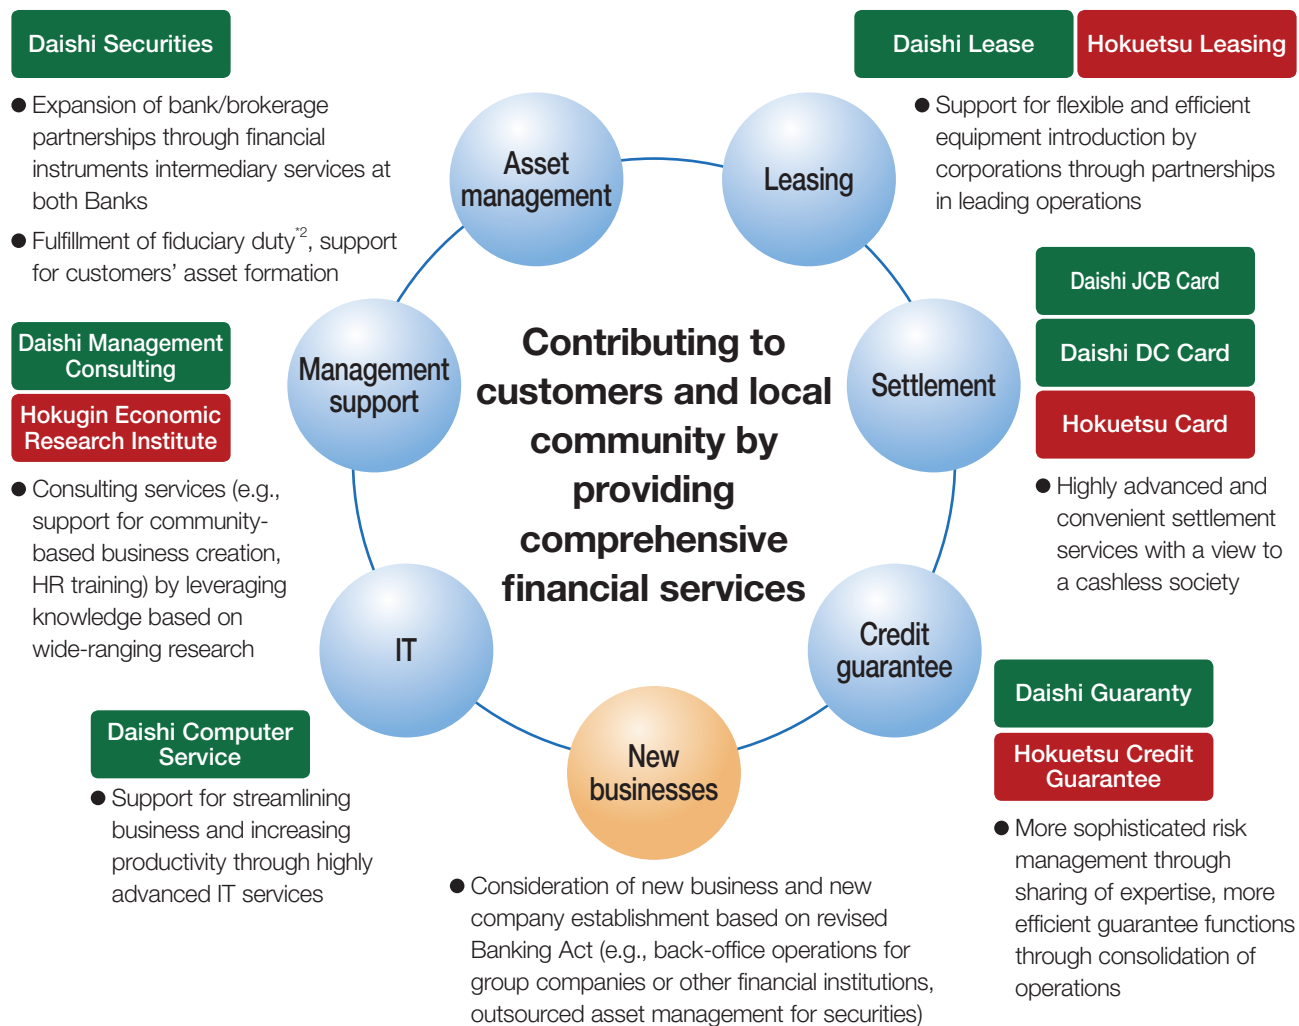 Daishi Securities
● Expansion of bank/brokerage
partnerships through financial
instruments intermediary services at
both Banks
● Fulfillment of fiduciary duty*2, support
for customers’ asset formation
Daishi Management
Consulting
Hokugin Economic
Research Institute
● Consulting services (e.g.,
support for community-
based business creation,
HR training) by leveraging
knowledge based on
wide-ranging research
Daishi Computer
Service
● Support for streamlining
business and increasing
productivity through highly
advanced IT services
Asset
management
Leasing
Management
support
Settlement
IT
Credit
guarantee
New
businesses
Contributing to
customers and local
community by
providing
comprehensive
financial services
● Consideration of new business and new
company establishment based on revised
Banking Act (e.g., back-office operations for
group companies or other financial institutions,
outsourced asset management for securities)
Daishi Lease
Hokuetsu Leasing
● Support for flexible and efficient
equipment introduction by
corporations through partnerships
in leading operations
Daishi JCB Card
Daishi DC Card
Hokuetsu Card
● Highly advanced and
convenient settlement
services with a view to
a cashless society
Daishi Guaranty
Hokuetsu Credit
Guarantee
● More sophisticated risk
management through
sharing of expertise, more
efficient guarantee functions
through consolidation of
operations